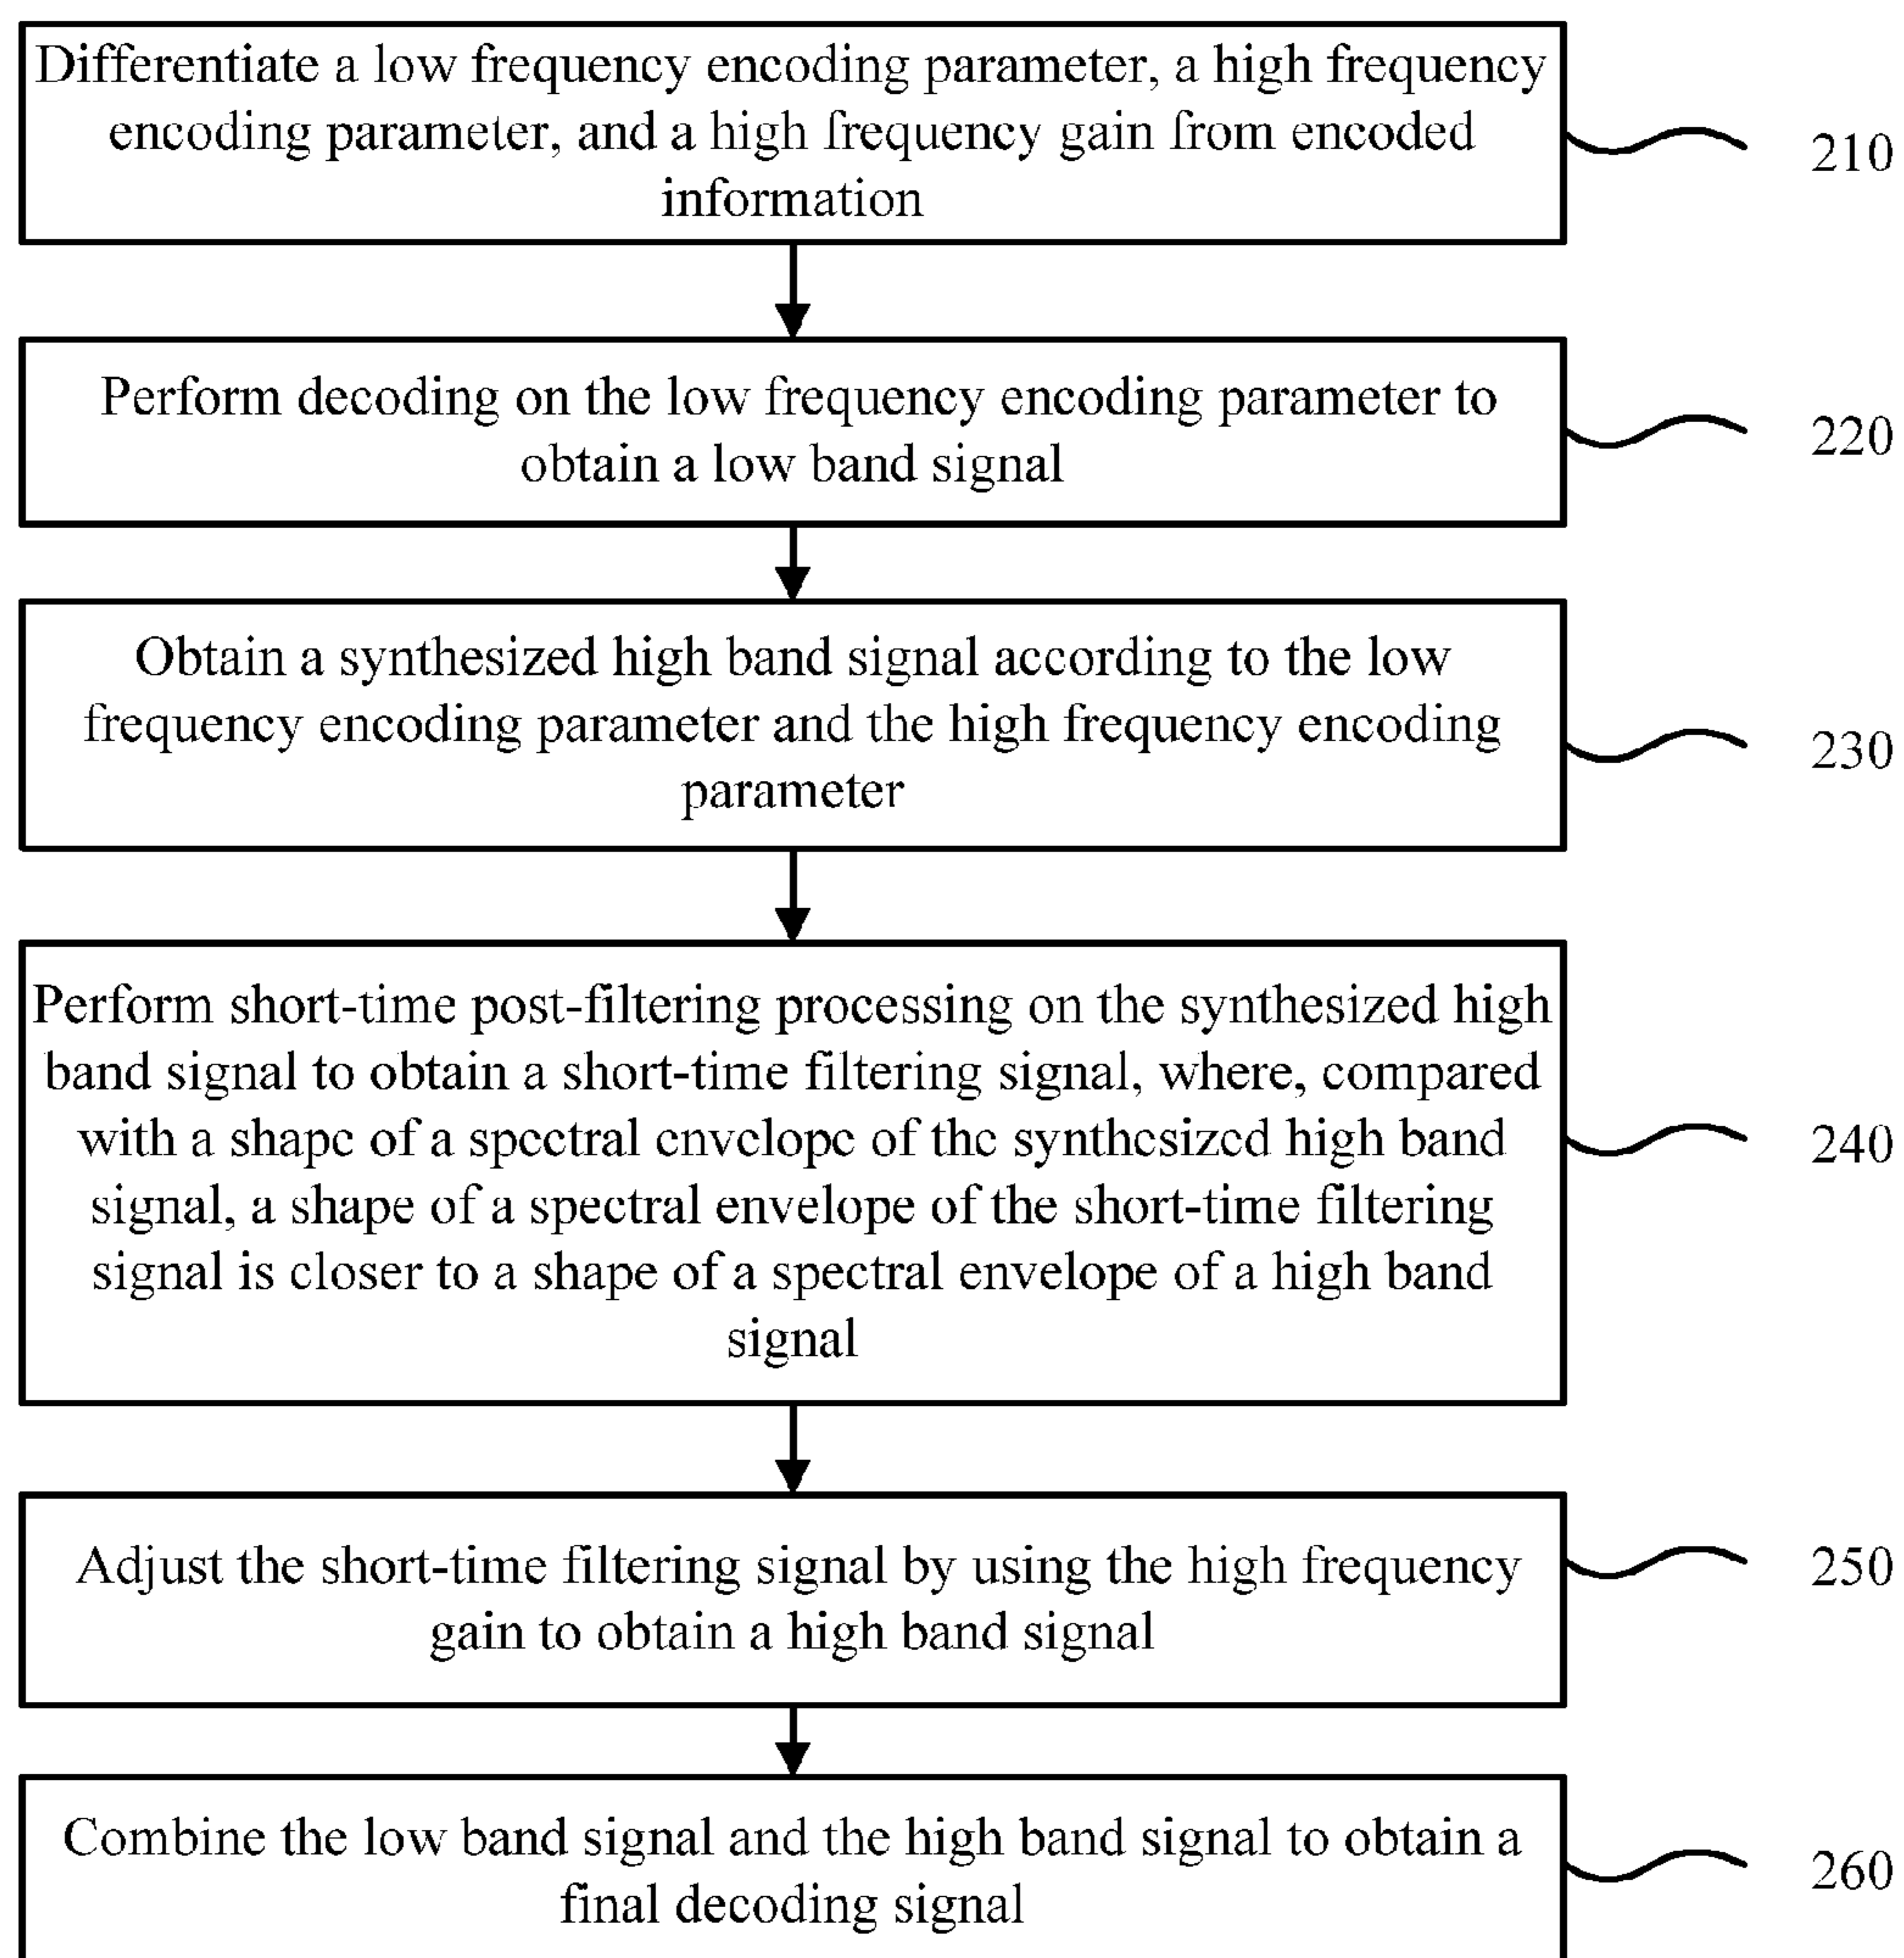 Differentiate a low frequency encoding parameter, a high frequency
encoding parameter, and a high frequency gain from encoded
information
210
Perform decoding on the low frequency encoding parameter to
obtain a low band signal
220
Obtain a synthesized high band signal according to the low
frequency encoding parameter and the high frequency encoding
parameter
230
Perform short-time post-filtering processing on the synthesized high
band signal to obtain a short-time filtering signal, where, compared
with a shape of a spectral envelope of the synthesized high band
signal, a shape of a spectral envelope of the short-time filtering
signal is closer to a shape of a spectral envelope of a high band
signal
240
Adjust the short-time filtering signal by using the high frequency
gain to obtain a high band signal
250
Combine the low band signal and the high band signal to obtain a
final decoding signal
260